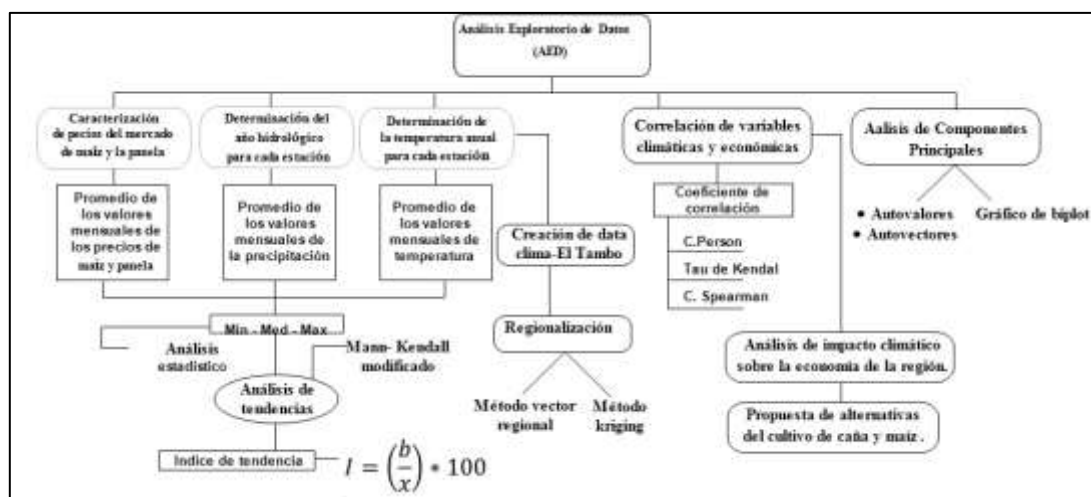 Análisis Exploratorio de Datos
(AED)
Caracterización
de pecios del mercado
de maíz y la panela
Determinación del
año hidrológico
para cada estación
Determinación de
la temperatura anual
para cada estación
Correlación de variables
climáticas y económicas
Aalisis de Componentes
Principales
Promedio de
los valores
mensuales de
los precios de
maíz y panela
Promedio de
los valores
mensuales de
la precipitación
Promedio de
los valores
mensuales de
temperatura
Creación de data
clima-El Tambo
Coeficiente de
correlación
C.Person
Tau de Kendal
C. Spearman
• Autovalores
• Autovectores
Gráfico de biplot
Min - Med - Max
Análisis
estadístico
Mann- Kendall
modificado
Análisis de
tendencias
Indice de tendencia
I = (b/x) * 100
Regionalización
Método vector
regional
Método
kriging
Análisis de impacto climático
sobre la economía de la región.
Propuesta de alternativas
del cultivo de caña y maíz .